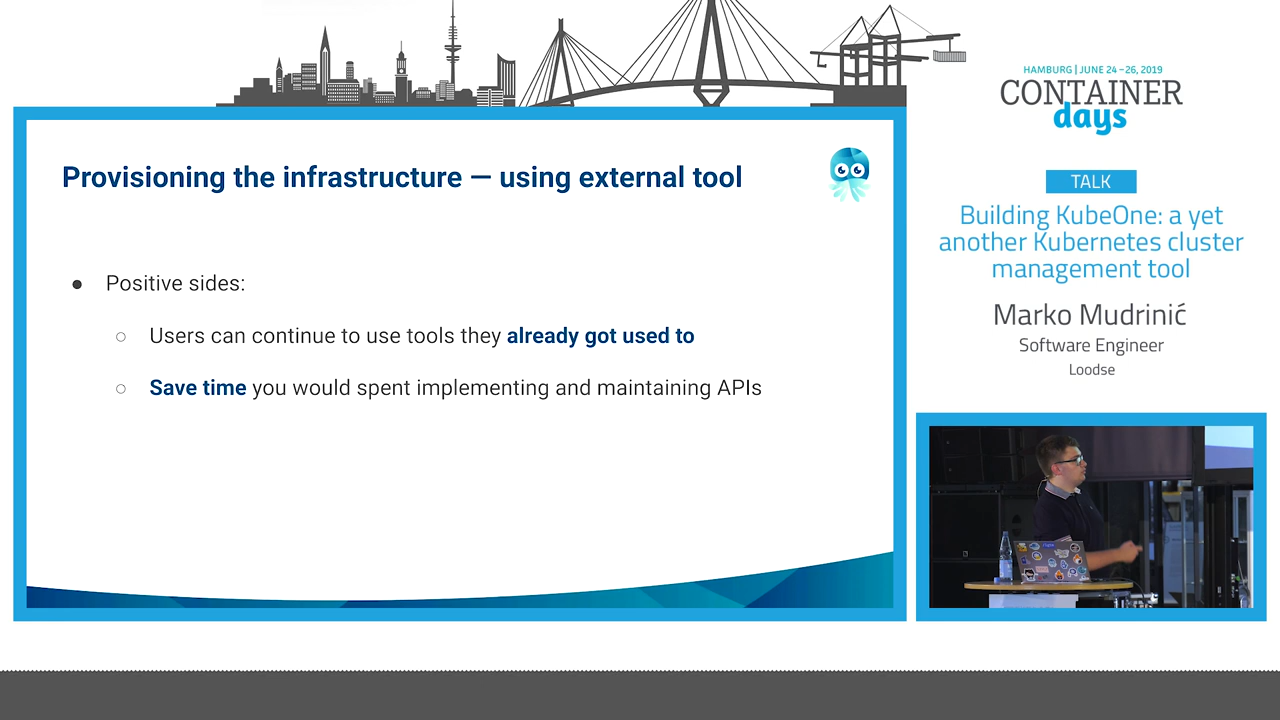 HAMBURG | JUNE 24 – 26, 2019
CONTAINER
days
Provisioning the infrastructure — using external tool
● Positive sides:
○ Users can continue to use tools they already got used to
○ Save time you would spent implementing and maintaining APIs
TALK
Building KubeOne: a yet
another Kubernetes cluster
management tool
Marko Mudrinić
Software Engineer
Loodse